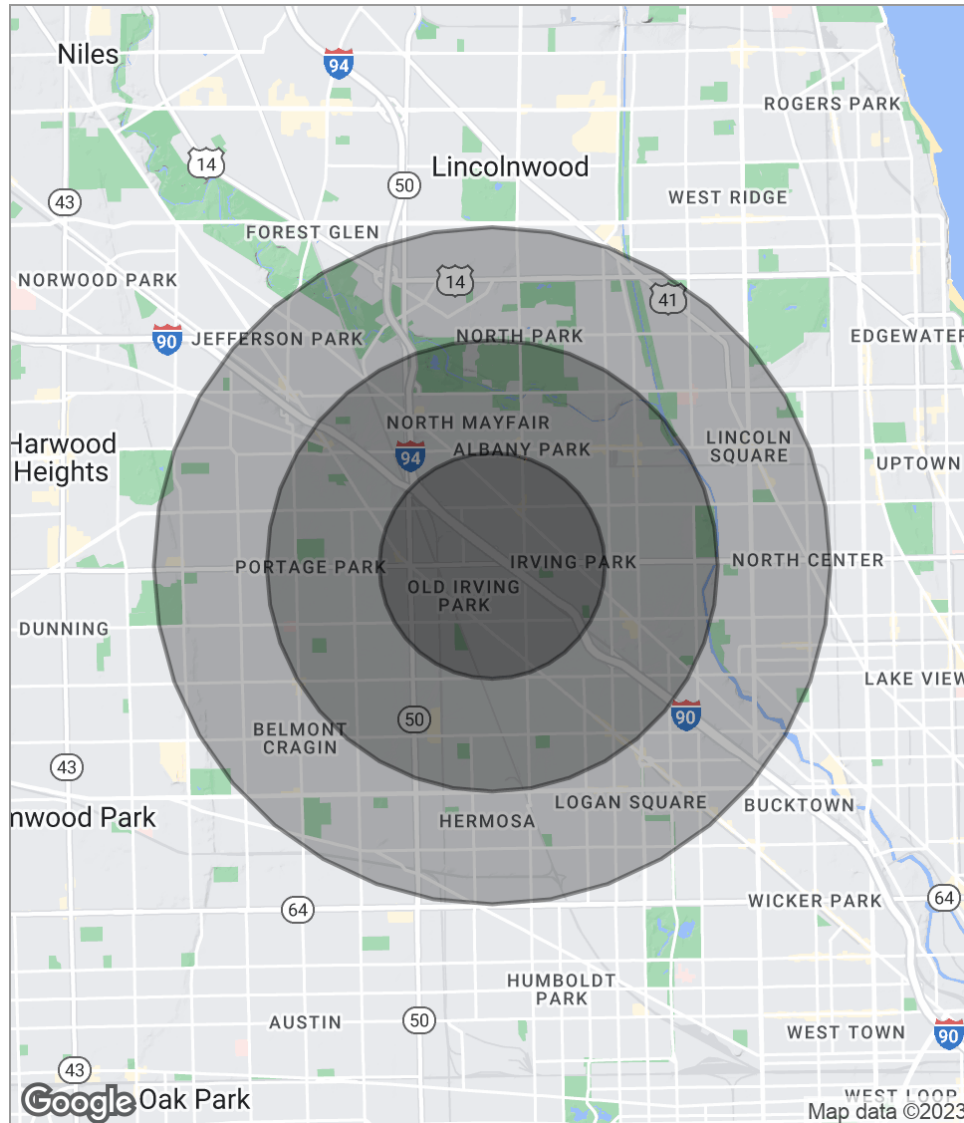 Niles
94
ROGERS PARK
14
Lincolnwood
50
43
WEST RIDGE
FOREST GLEN
NORWOOD PARK
14
41
90
JEFFERSON PARK
NORTH PARK
EDGEWATER
NORTH MAYFAIR
Harwood
Heights
94
ALBANY PARK
LINCOLN
SQUARE
UPTOWN
PORTAGE PARK
IRVING PARK
NORTH CENTER
OLD IRVING
PARK
DUNNING
LAKE VIEW
50
90
BELMONT
CRAGIN
43
mwood Park
HERMOSA
LOGAN SQUARE
BUCKTOWN
64
WICKER PARK
64
HUMBOLDT
PARK
AUSTIN
50
WEST TOWN
90
43
Google
Oak Park
WEST LOOP
Map data ©2023